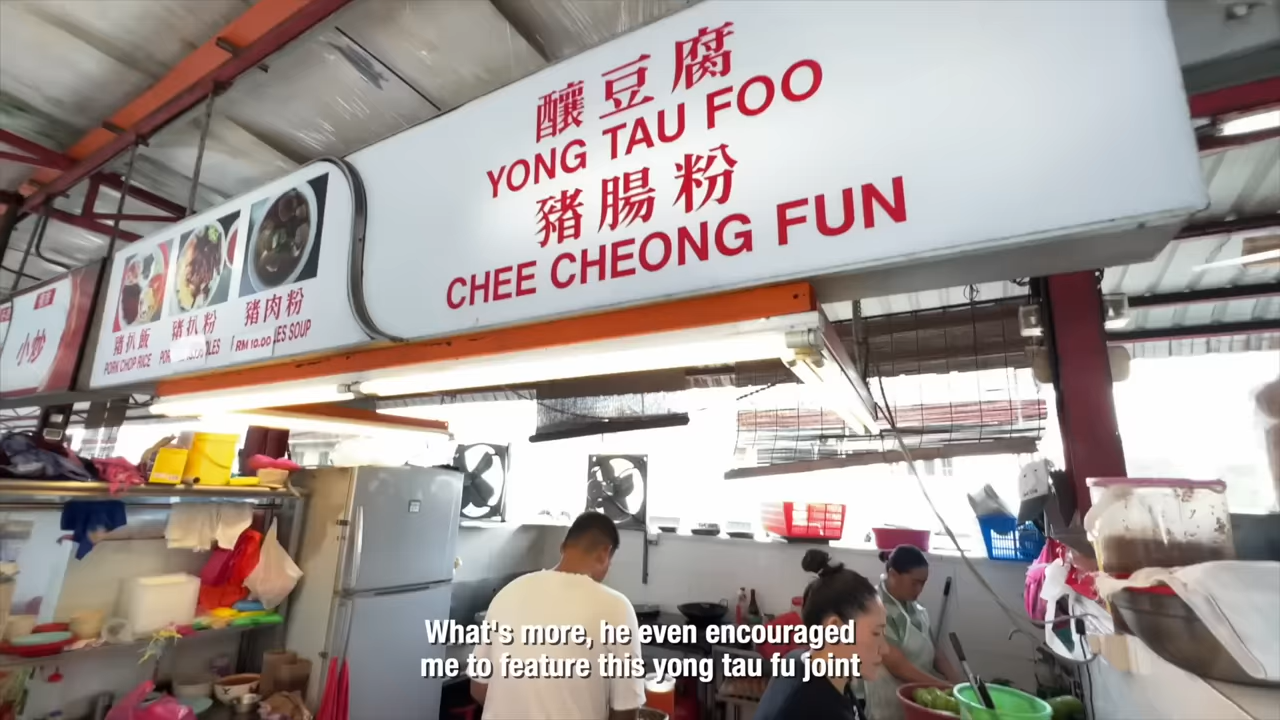 釀豆腐
YONG TAU FOO
豬腸粉
CHEE CHEONG FUN
豬扒飯
PORK CHOP RICE
豬扒粉
豬肉粉
RM 10.00
SOUP
小炒
What's more, he even encouraged
me to feature this yong tau fu joint